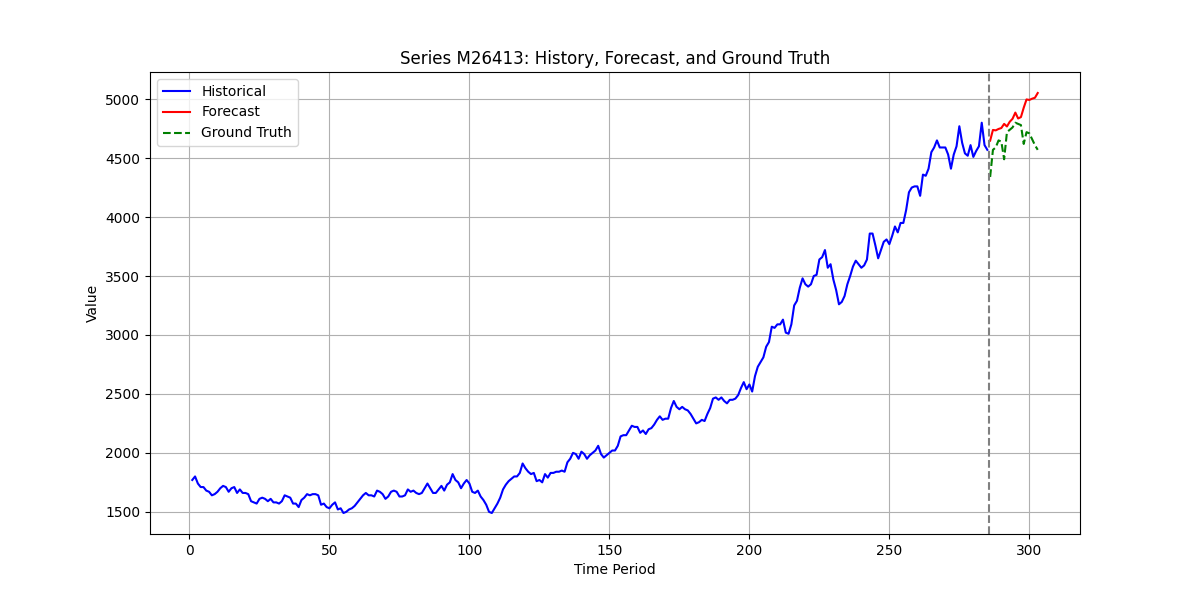 Series M26413: History, Forecast, and Ground Truth
Historical
Forecast
Ground Truth
5000
4500
4000
3500
3000
2500
2000
1500
Value
0 50 100 150 200 250 300
Time Period